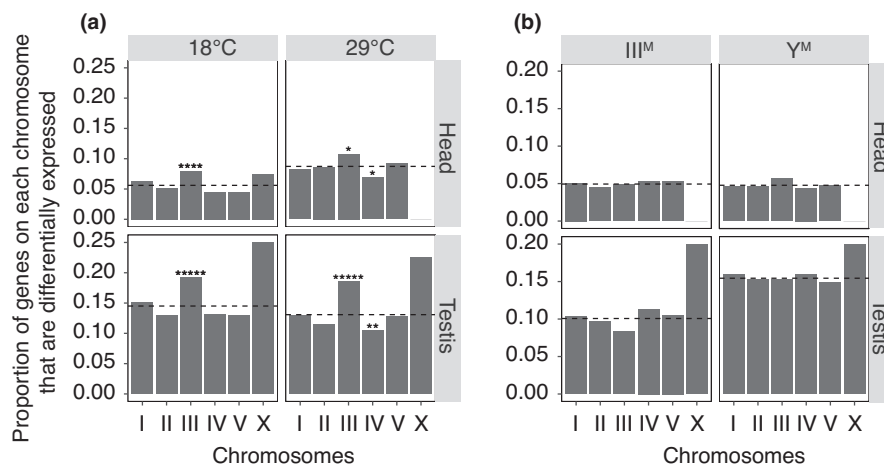 (a)
18°C
29°C
Proportion of genes on each chromosome
that are differentially expressed
0.25
0.20
0.15
0.10
0.05
0.00
****
*
*
Head
0.25
0.20
0.15
0.10
0.05
0.00
*****
*****
**
Testis
I II III IV V X
I II III IV V X
Chromosomes
(b)
IIIᴹ
Yᴹ
0.20
0.15
0.10
0.05
0.00
Head
0.20
0.15
0.10
0.05
0.00
Testis
I II III IV V X
I II III IV V X
Chromosomes